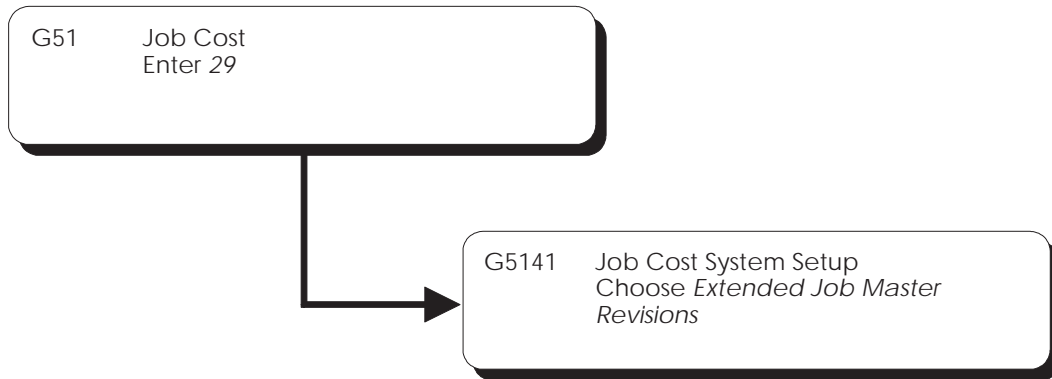 G51 Job Cost
Enter 29
G5141 Job Cost System Setup
Choose Extended Job Master
Revisions